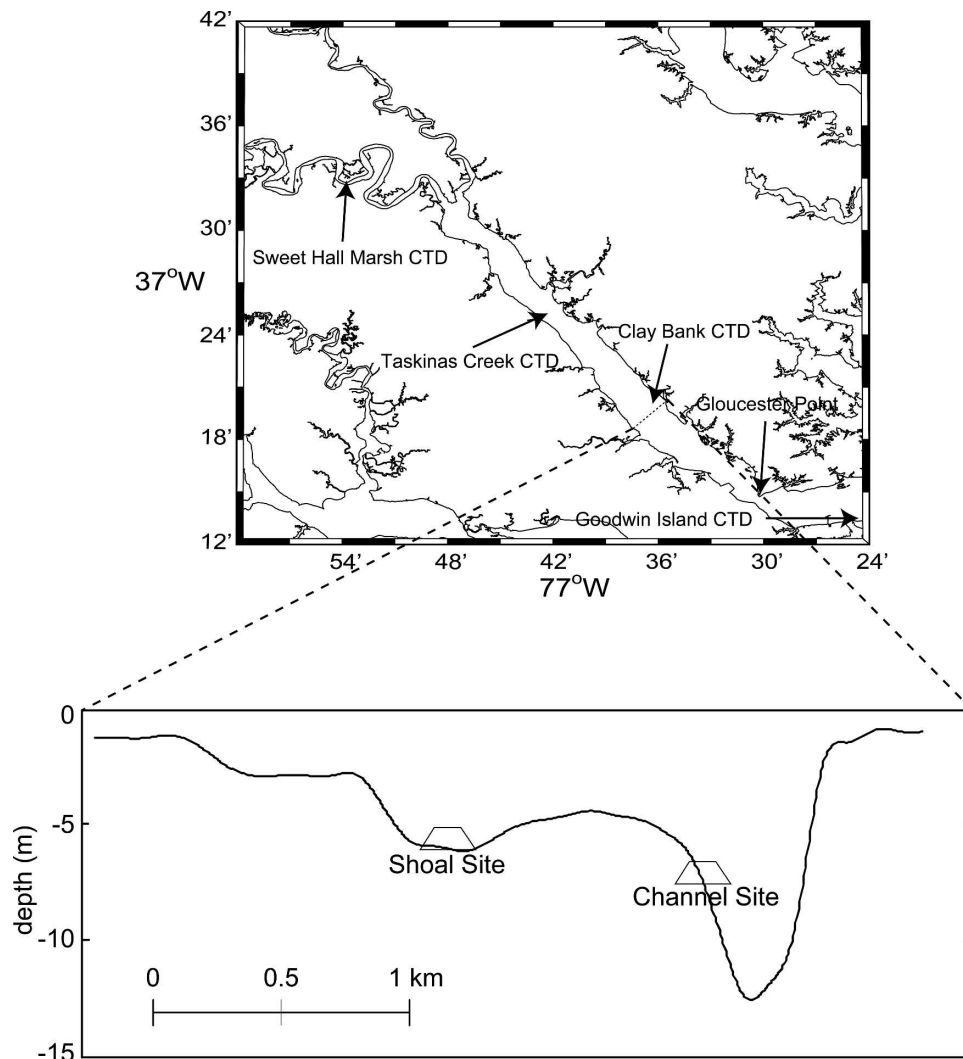 42’
36’
30’
Sweet Hall Marsh CTD
37°W
24’
Clay Bank CTD
Taskinas Creek CTD
Gloucester Point
18’
Goodwin Island CTD
12’
54’ 48’ 42’ 36’ 30’ 24’
77°W
0
-5
Shoal Site
Channel Site
depth (m)
-10
0 0.5 1 km
-15